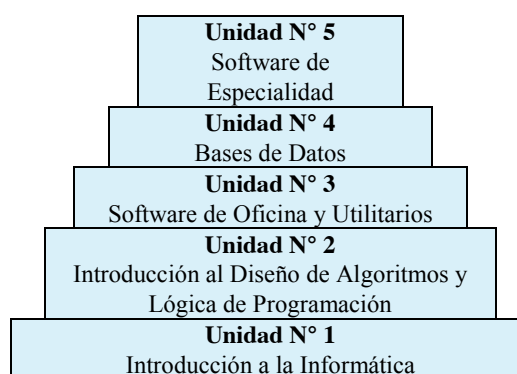 Unidad N° 5
Software de
Especialidad
Unidad N° 4
Bases de Datos
Unidad N° 3
Software de Oficina y Utilitarios
Unidad N° 2
Introducción al Diseño de Algoritmos y
Lógica de Programación
Unidad N° 1
Introducción a la Informática